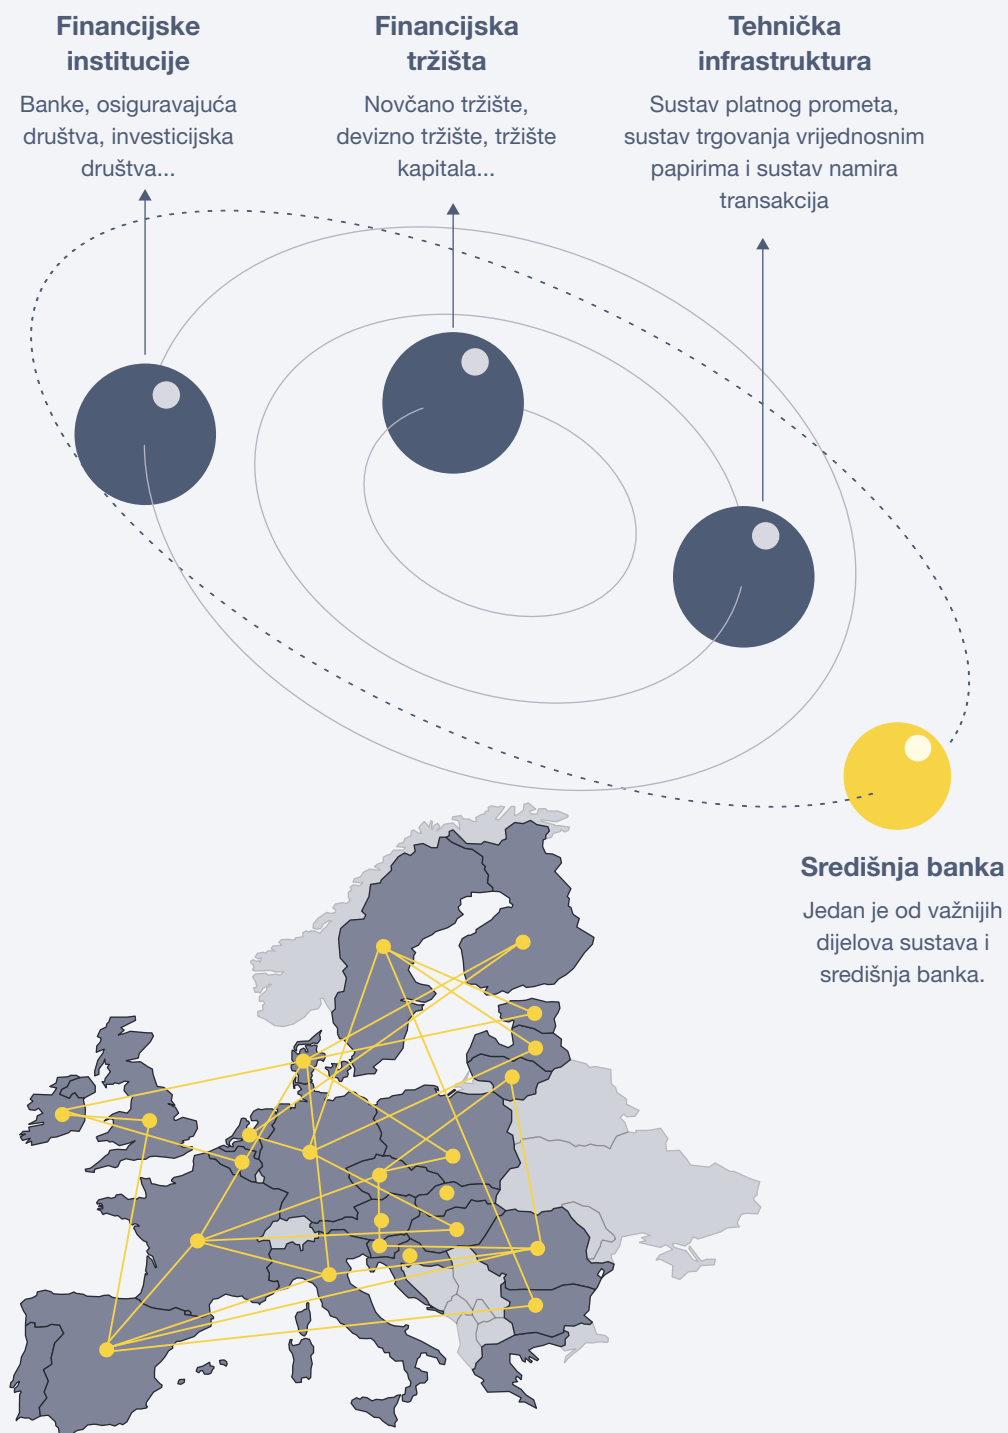 Financijske
institucije
Banke, osiguravajuća
društva, investicijska
društva...
Financijska
tržišta
Novčano tržište,
devizno tržište, tržište
kapitala...
Tehnička
infrastruktura
Sustav platnog prometa,
sustav trgovanja vrijednosnim
papirima i sustav namira
transakcija
Središnja banka
Jedan je od važnijih
dijelova sustava i
središnja banka.